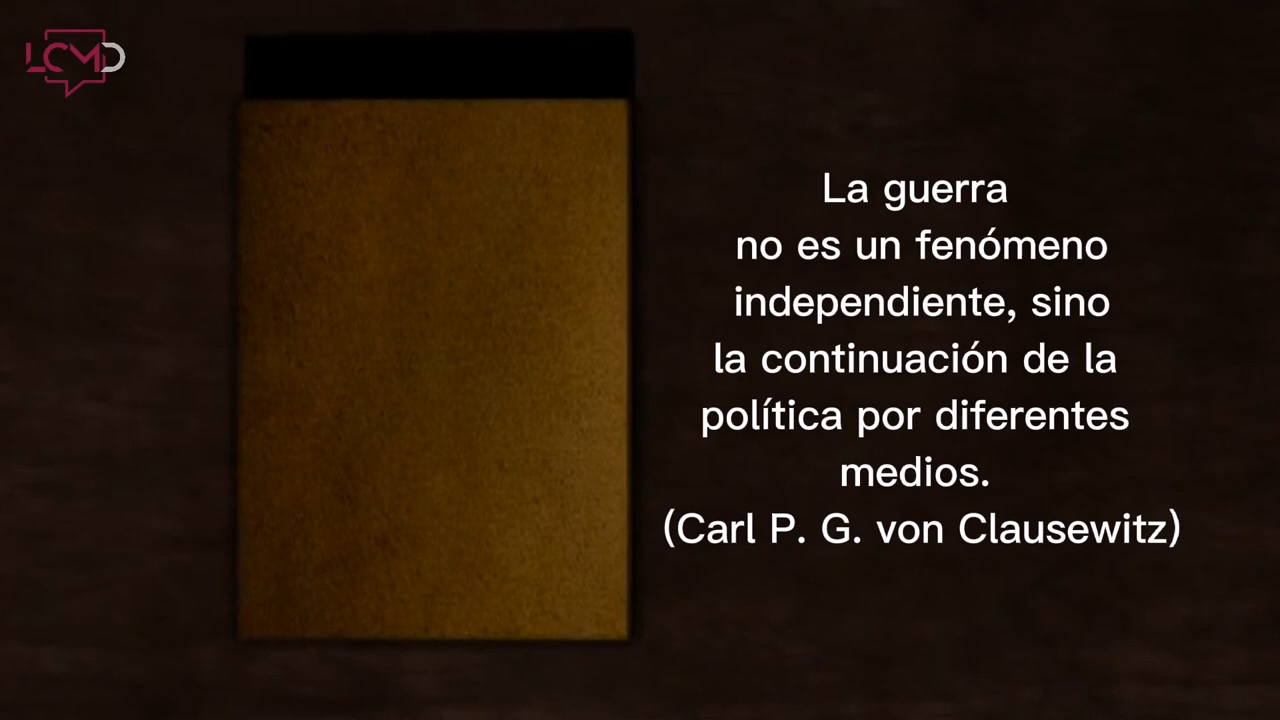 LCMD
La guerra
no es un fenómeno
independiente, sino
la continuación de la
política por diferentes
medios.
(Carl P. G. von Clausewitz)